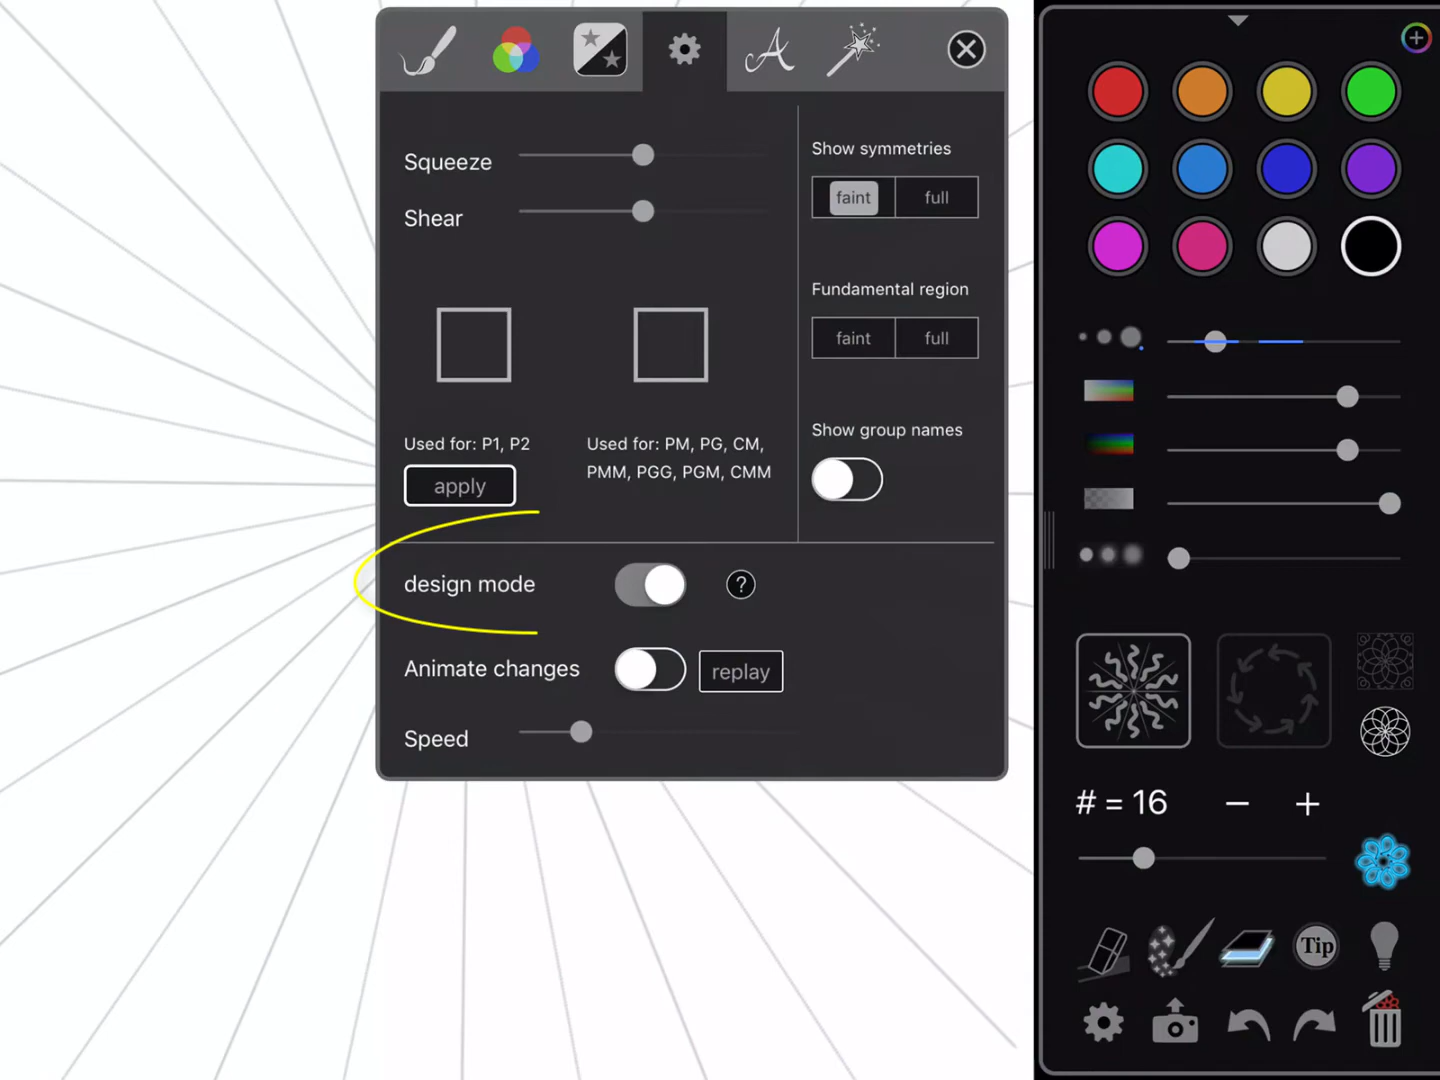 A
Squeeze
Shear
Used for: P1, P2
apply
Used for: PM, PG, CM,
PMM, PGG, PGM, CMM
Show symmetries
faint full
Fundamental region
faint full
Show group names
design mode ?
Animate changes replay
Speed
# = 16 − +
Tip